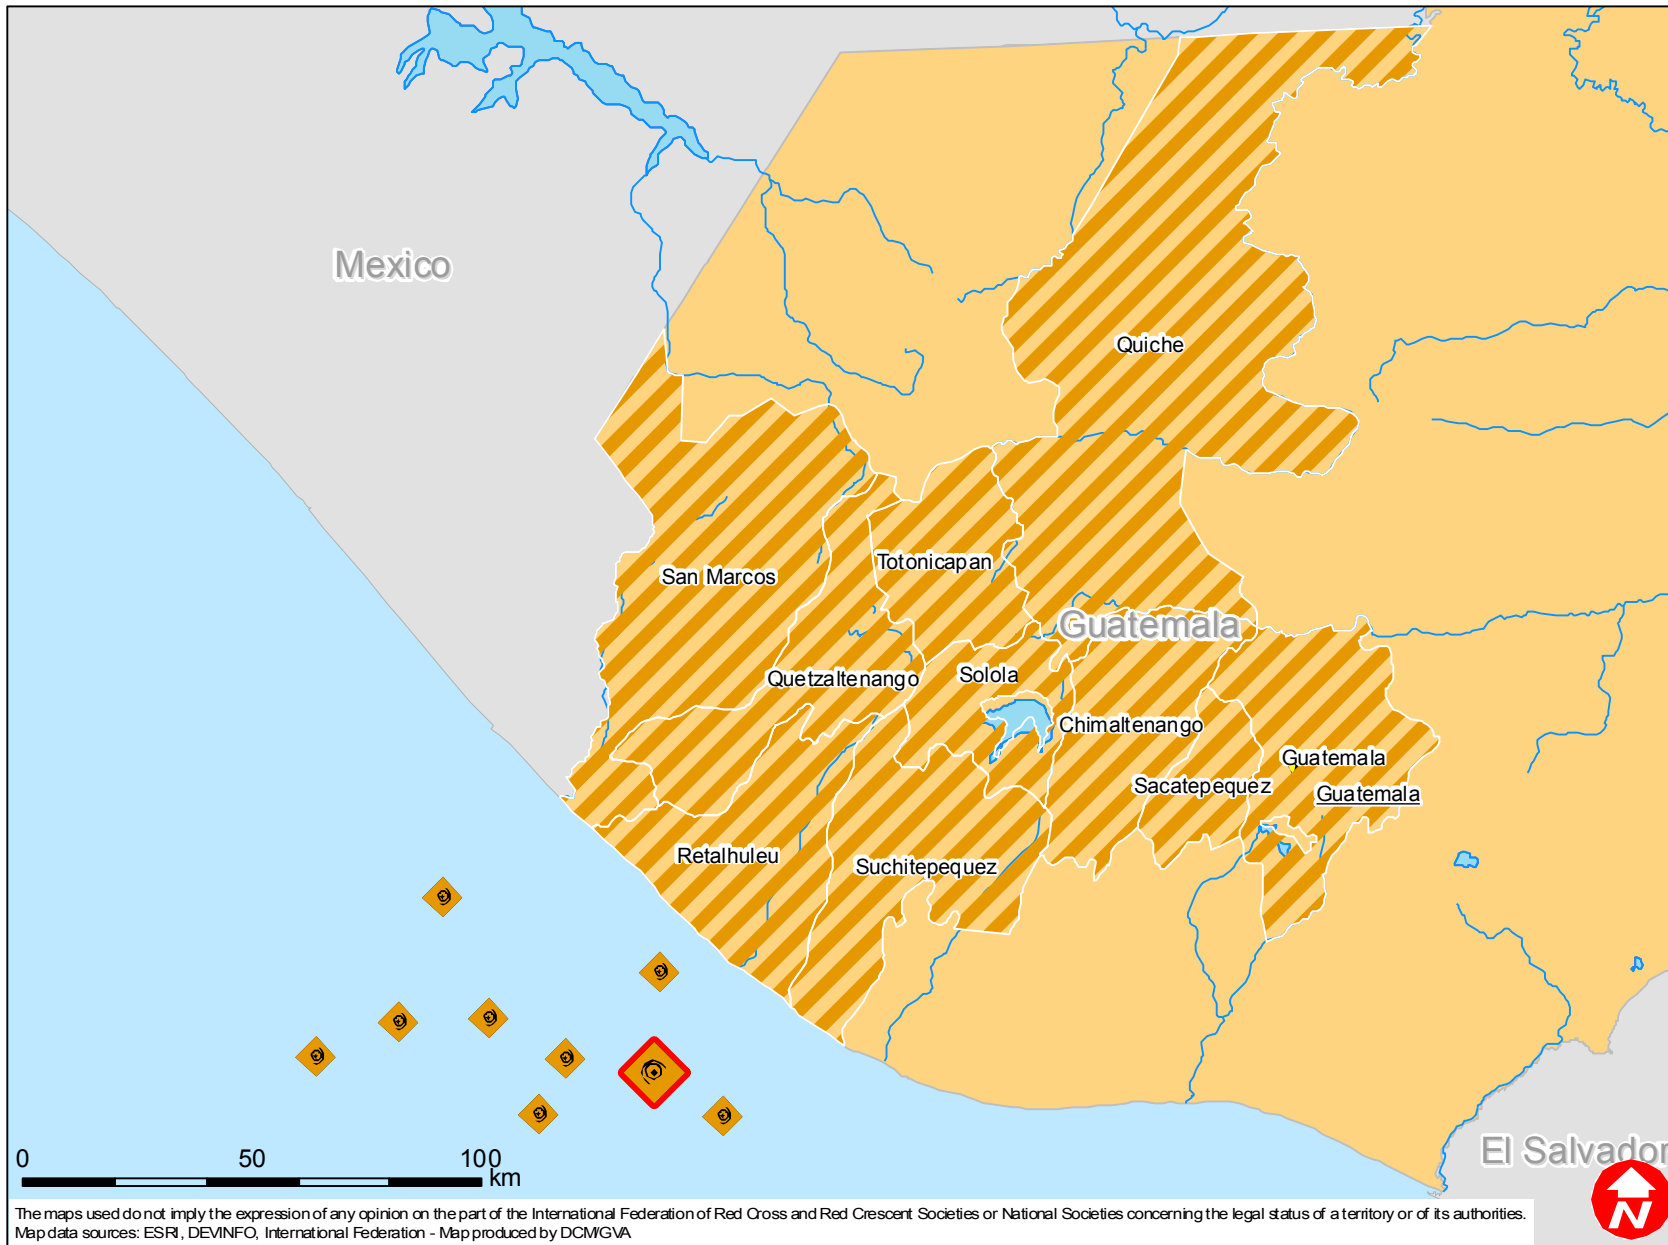 Mexico
Quiche
Totonicapan
San Marcos
Guatemala
Quetzaltenango
Solola
Chimaltenango
Guatemala
Sacatepequez
Guatemala
Retalhuleu
Suchitepequez
El Salvador
0 50 100
km
N
The maps used do not imply the expression of any opinion on the part of the International Federation of Red Cross and Red Crescent Societies or National Societies concerning the legal status of a territory or of its authorities.
Map data sources: ESRI, DEVINFO, International Federation - Map produced by DCM/GVA